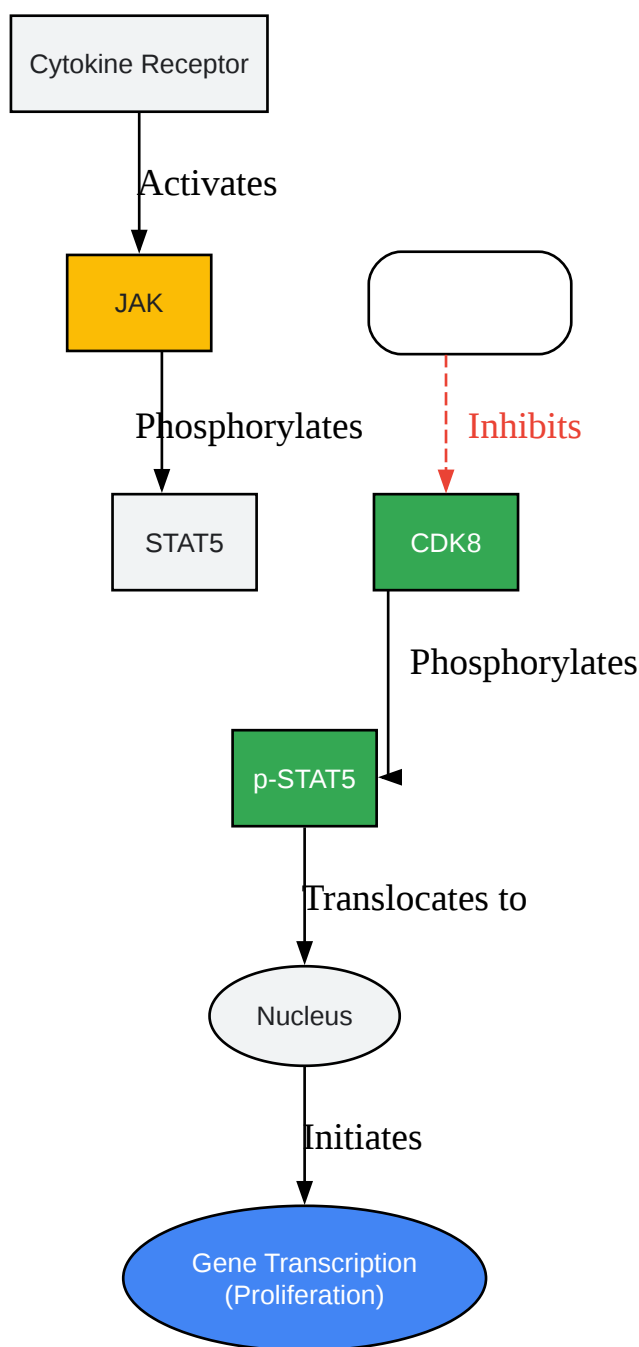 Cytokine Receptor
Activates
JAK
Phosphorylates
Inhibits
STAT5
CDK8
Phosphorylates
p-STAT5
Translocates to
Nucleus
Initiates
Gene Transcription
(Proliferation)